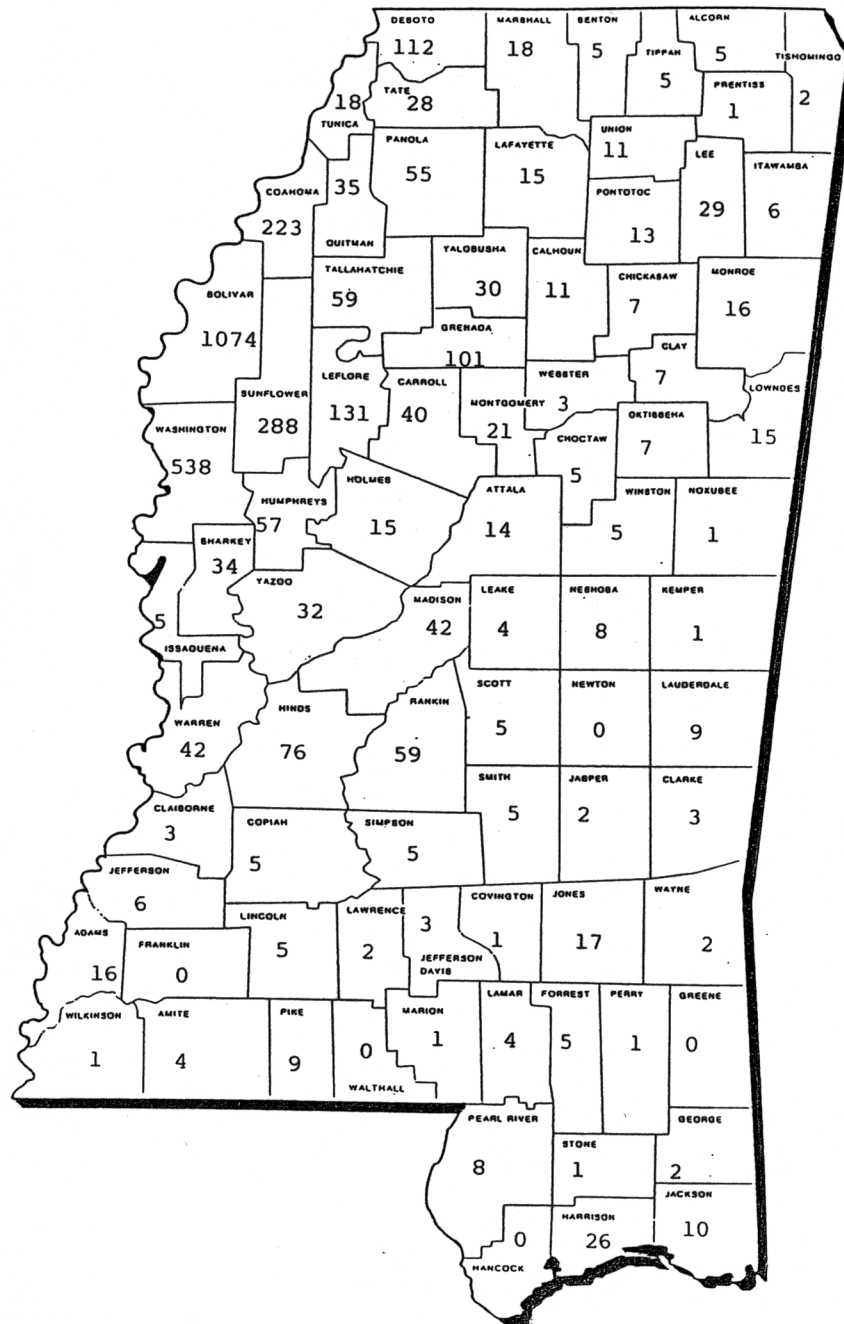 DESOTO
112
MARSHALL
18
BENTON
5
TIPPAH
5
ALCORN
5
TISHOMINGO
2
PRENTISS
1
TATE
28
18
TUNICA
PANOLA
55
LAFAYETTE
15
UNION
11
LEE
29
ITAWAMBA
6
PONTOTOC
13
COAHOMA
223
35
QUITMAN
TALLAHATCHIE
59
YALOBUSHA
30
CALHOUN
11
CHICKASAW
7
MONROE
16
BOLIVAR
1074
GRENADA
101
CLAY
7
WEBSTER
3
LOWNDES
15
SUNFLOWER
288
LEFLORE
131
CARROLL
40
MONTGOMERY
21
CHOCTAW
5
OKTIBBEHA
7
WASHINGTON
538
HUMPHREYS
57
HOLMES
15
ATTALA
14
WINSTON
5
NOXUBEE
1
SHARKEY
34
YAZOO
32
MADISON
42
LEAKE
4
NESHOBA
8
KEMPER
1
5
ISSAQUENA
WARREN
42
HINDS
76
RANKIN
59
SCOTT
5
NEWTON
0
LAUDERDALE
9
SMITH
5
JASPER
2
CLARKE
3
CLAIBORNE
3
COPIAH
5
SIMPSON
5
JEFFERSON
6
LINCOLN
5
LAWRENCE
2
3
JEFFERSON
DAVIS
COVINGTON
1
JONES
17
WAYNE
2
ADAMS
16
FRANKLIN
0
WILKINSON
1
AMITE
4
PIKE
9
0
WALTHALL
MARION
1
LAMAR
4
FORREST
5
PERRY
1
GREENE
0
PEARL RIVER
8
STONE
1
GEORGE
2
0
HANCOCK
HARRISON
26
JACKSON
10